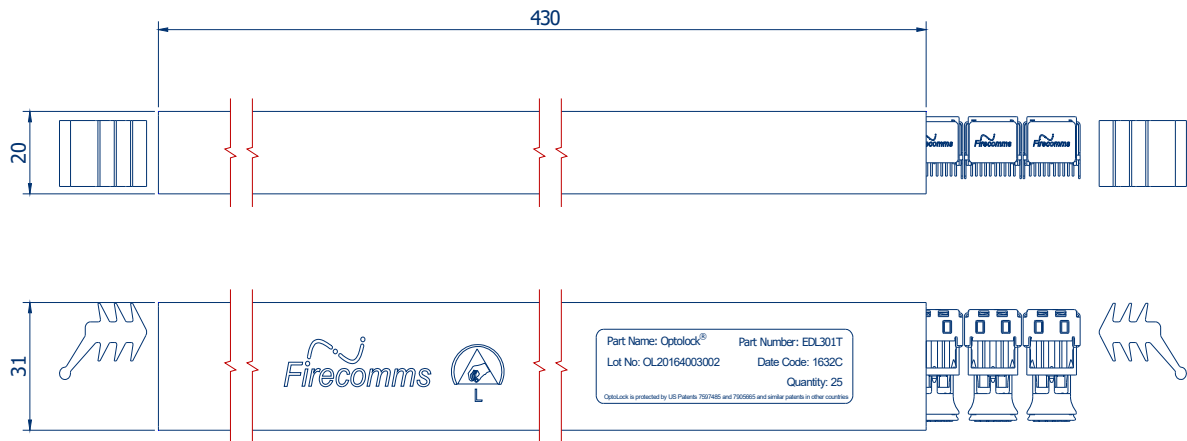 430
20
ecomms Firecomms Firecomms
31
Firecomms
L
Part Name: Optolock® Part Number: EDL301T
Lot No: OL20164003002 Date Code: 1632C
Quantity: 25
OptoLock is protected by US Patents 7597485 and 7905665 and similar patents in other countries